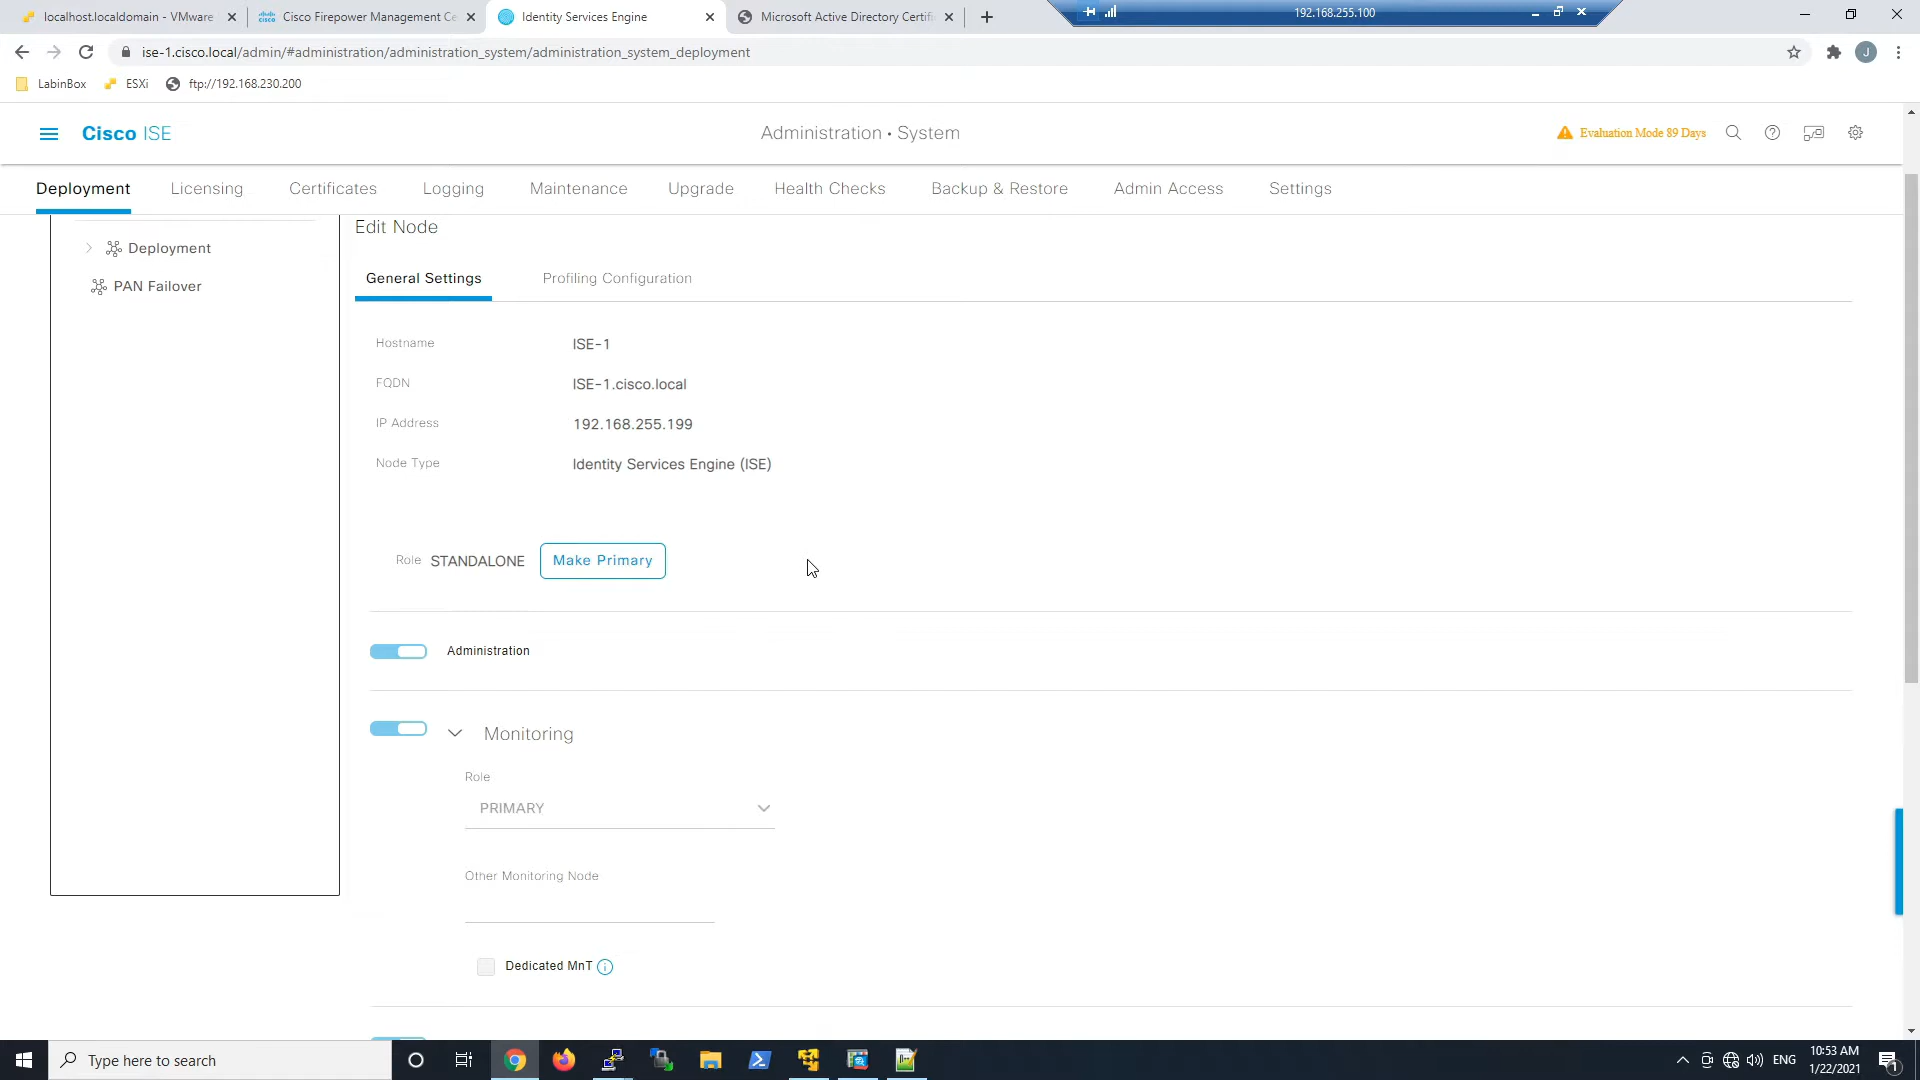 localhost.localdomain - VMware
Cisco Firepower Management Ce
Identity Services Engine
Microsoft Active Directory Certifi
192.168.255.100
ise-1.cisco.local/admin/#administration/administration_system/administration_system_deployment
J
LabinBox
ESXi
ftp://192.168.230.200
Cisco ISE
Administration • System
Evaluation Mode 89 Days
Deployment
Licensing
Certificates
Logging
Maintenance
Upgrade
Health Checks
Backup & Restore
Admin Access
Settings
Deployment
PAN Failover
Edit Node
General Settings
Profiling Configuration
Hostname
ISE-1
FQDN
ISE-1.cisco.local
IP Address
192.168.255.199
Node Type
Identity Services Engine (ISE)
Role STANDALONE
Make Primary
Administration
Monitoring
Role
PRIMARY
Other Monitoring Node
Dedicated MnT
Type here to search
ENG
10:53 AM
1/22/2021
1